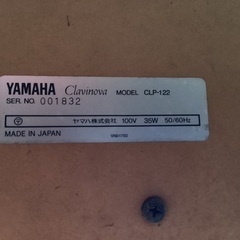 YAMAHA Clavinova MODEL CLP-122
SER. NO. 001832
ヤマハ株式会社 100V 35W 50/60Hz
MADE IN JAPAN